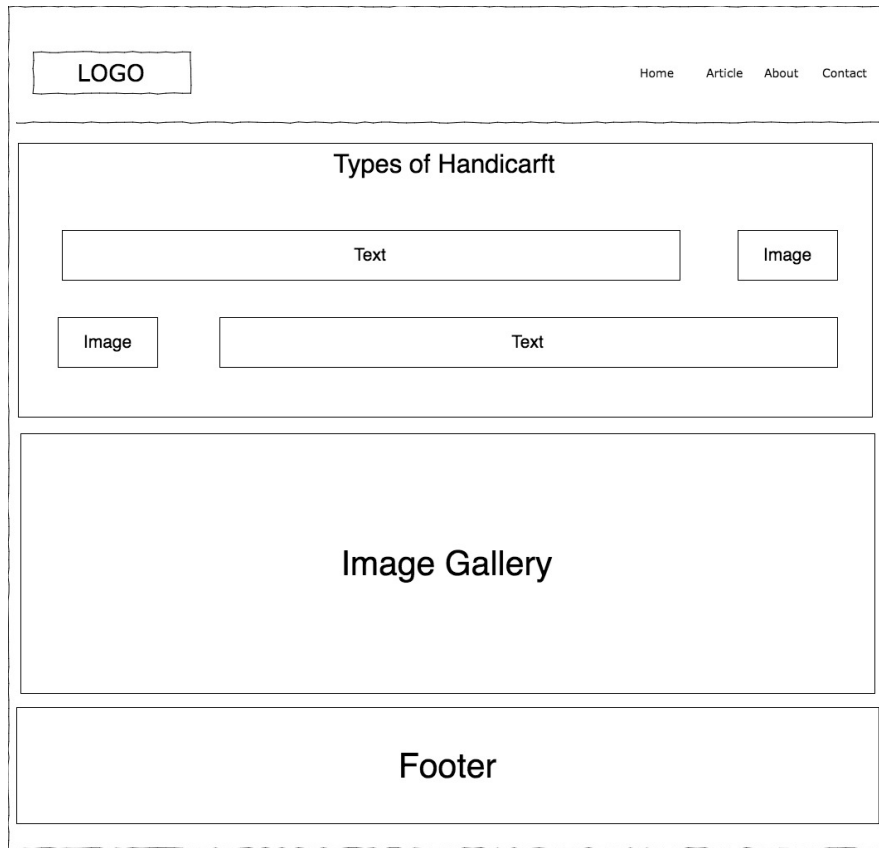 LOGO
Home Article About Contact
Types of Handicarft
Text Image
Image Text
Image Gallery
Footer